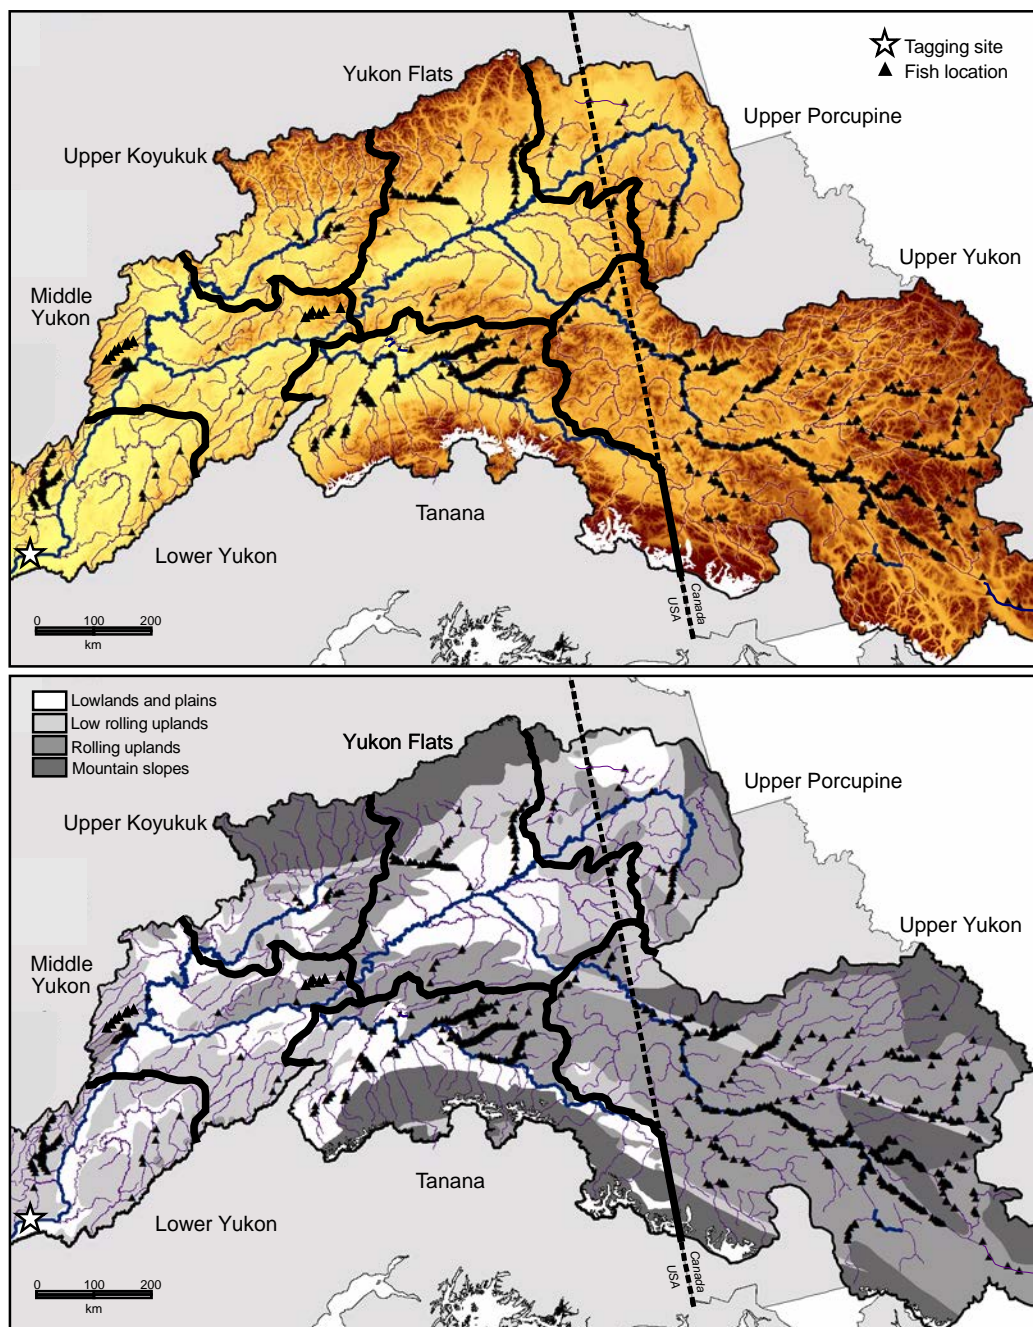 Tagging site
Fish location
Yukon Flats
Upper Porcupine
Upper Koyukuk
Upper Yukon
Middle
Yukon
Tanana
Lower Yukon
Canada
USA
0 100 200
km
Lowlands and plains
Low rolling uplands
Rolling uplands
Mountain slopes
Yukon Flats
Upper Porcupine
Upper Koyukuk
Upper Yukon
Middle
Yukon
Tanana
Lower Yukon
Canada
USA
0 100 200
km